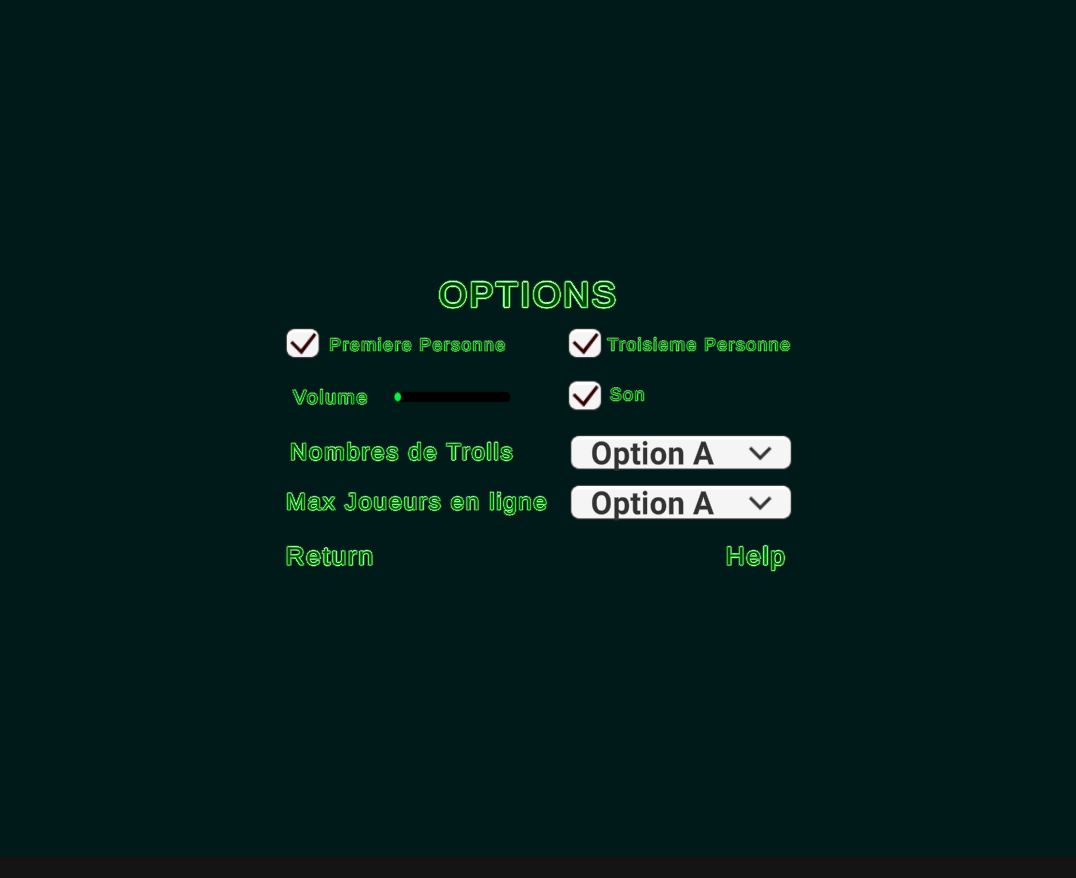 OPTIONS
Premiere Personne Troisieme Personne
Volume Son
Nombres de Trolls Option A
Max Joueurs en ligne Option A
Return Help